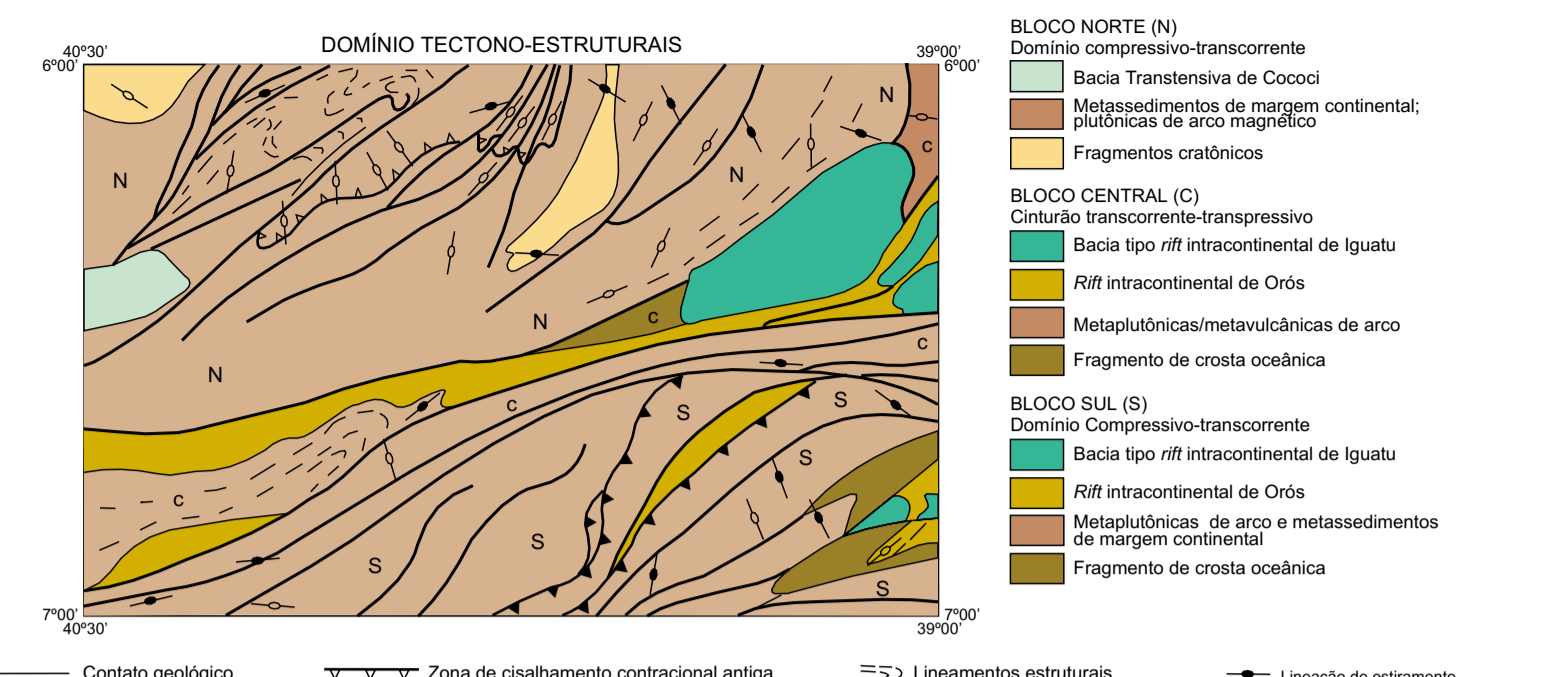 DOMÍNIO TECTONO-ESTRUTURAIS
40º30’
39º00’
6º00’
6º00’
N
N
c
N
N
c
c
N
c
S
S
S
c
S
S
S
7º00’
7º00’
40º30’
39º00’
BLOCO NORTE (N)
Domínio compressivo-transcorrente
Bacia Transtensiva de Cococi
Metassedimentos de margem continental;
plutônicas de arco magnético
Fragmentos cratônicos
BLOCO CENTRAL (C)
Cinturão transcorrente-transpressivo
Bacia tipo rift intracontinental de Iguatu
Rift intracontinental de Orós
Metaplutônicas/metavulcânicas de arco
Fragmento de crosta oceânica
BLOCO SUL (S)
Domínio Compressivo-transcorrente
Bacia tipo rift intracontinental de Iguatu
Rift intracontinental de Orós
Metaplutônicas de arco e metassedimentos
de margem continental
Fragmento de crosta oceânica
Contato geológico
Zona de cisalhamento contracional antiga
Lineamentos estruturais
Lineação de estiramento